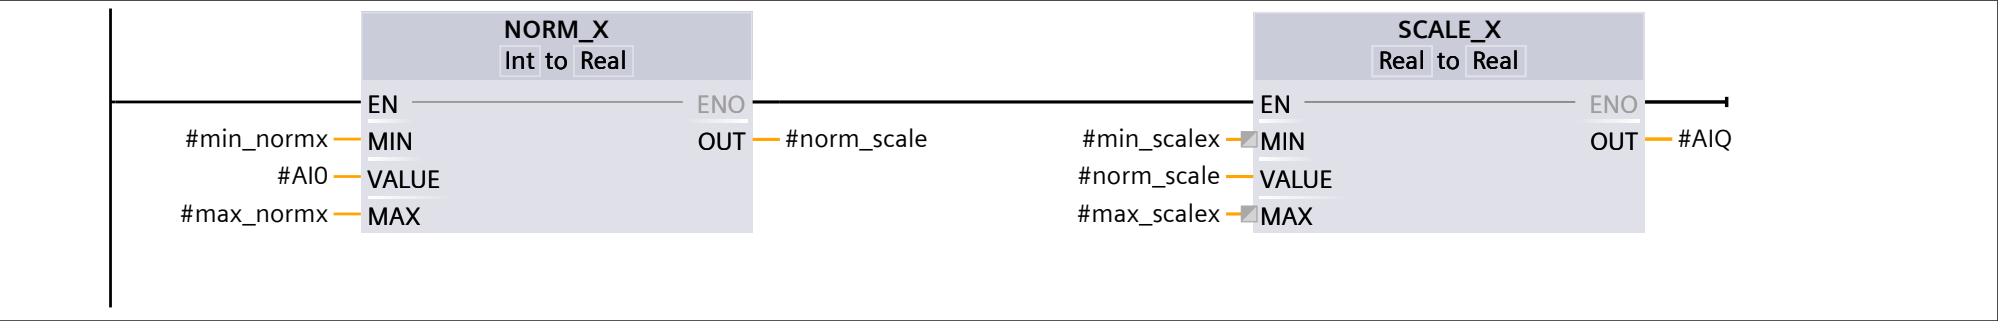 NORM_X
Int to Real
EN ENO
#min_normx MIN OUT #norm_scale
#AI0 VALUE
#max_normx MAX
SCALE_X
Real to Real
EN ENO
#min_scalex MIN OUT #AIQ
#norm_scale VALUE
#max_scalex MAX